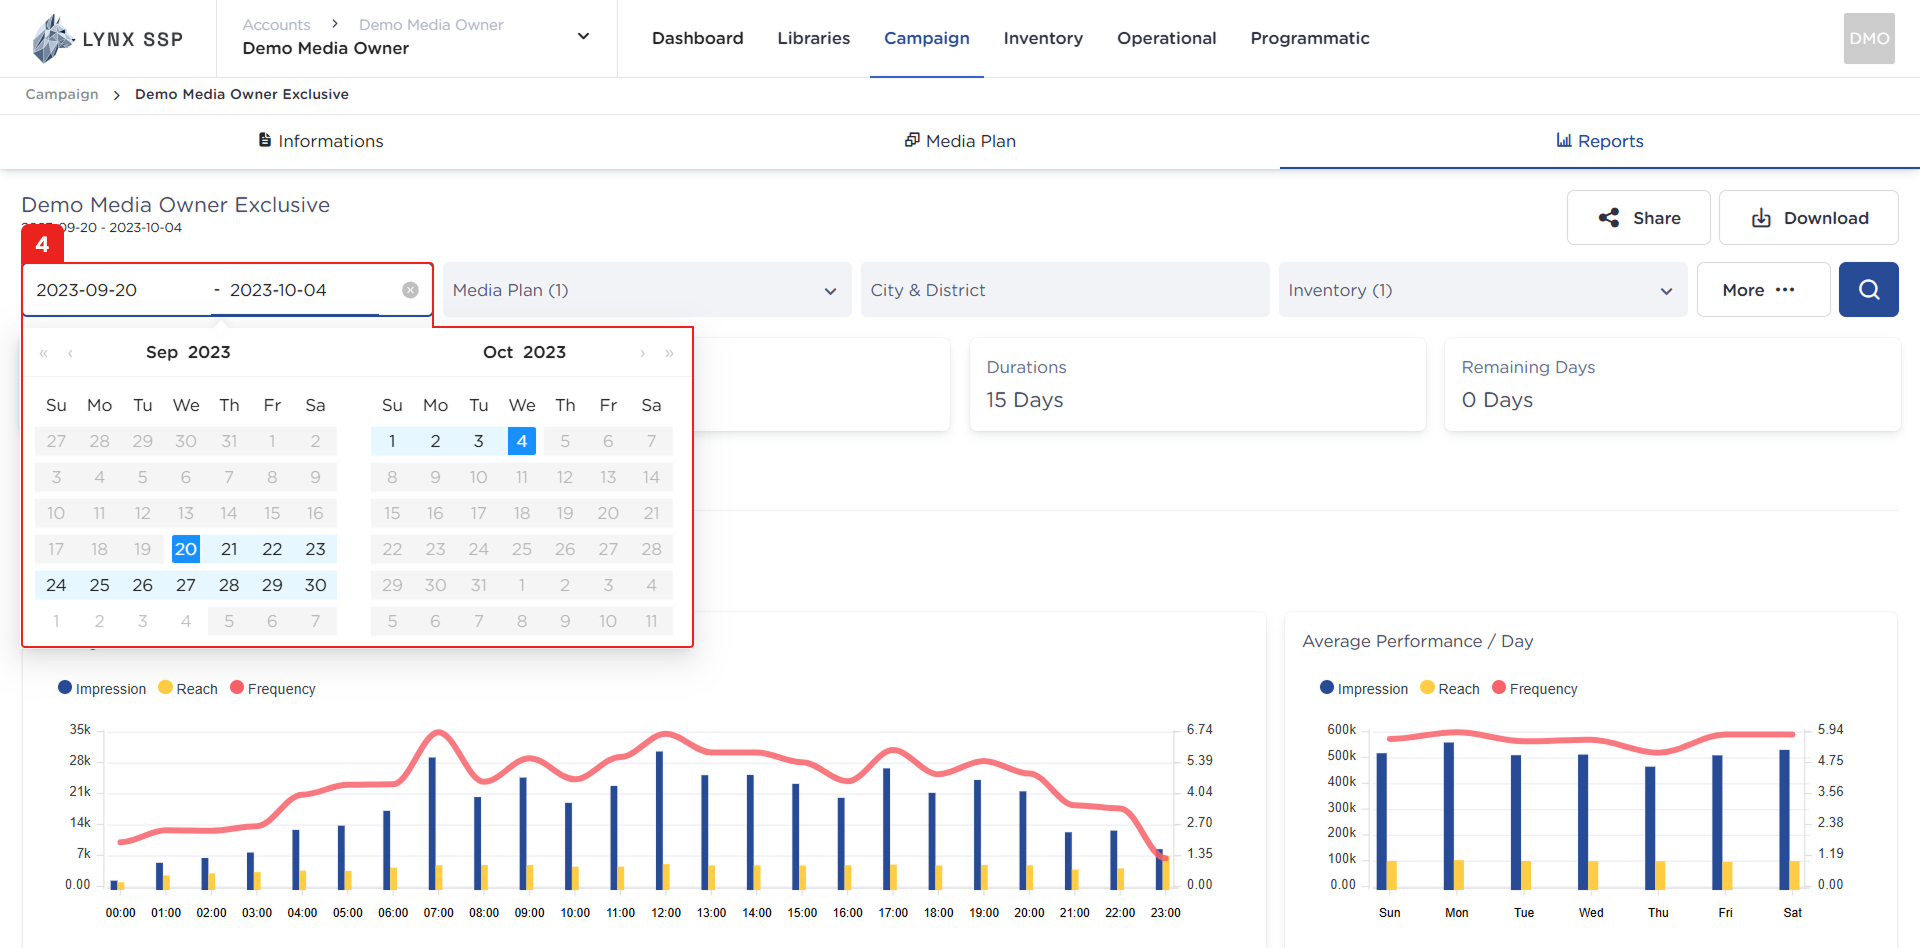 LYNX SSP
Accounts > Demo Media Owner
Demo Media Owner
Dashboard
Libraries
Campaign
Inventory
Operational
Programmatic
DMO
Campaign > Demo Media Owner Exclusive
Informations
Media Plan
Reports
Demo Media Owner Exclusive
09-20 - 2023-10-04
Share
Download
4
2023-09-20 - 2023-10-04
Media Plan (1)
City & District
Inventory (1)
More •••
« ‹ Sep 2023
Oct 2023 › »
Su Mo Tu We Th Fr Sa
27 28 29 30 31 1 2
3 4 5 6 7 8 9
10 11 12 13 14 15 16
17 18 19 20 21 22 23
24 25 26 27 28 29 30
1 2 3 4 5 6 7
Su Mo Tu We Th Fr Sa
1 2 3 4 5 6 7
8 9 10 11 12 13 14
15 16 17 18 19 20 21
22 23 24 25 26 27 28
29 30 31 1 2 3 4
5 6 7 8 9 10 11
Durations
15 Days
Remaining Days
0 Days
Impression Reach Frequency
35k
28k
21k
14k
7k
0.00
6.74
5.39
4.04
2.70
1.35
0.00
00:00 01:00 02:00 03:00 04:00 05:00 06:00 07:00 08:00 09:00 10:00 11:00 12:00 13:00 14:00 15:00 16:00 17:00 18:00 19:00 20:00 21:00 22:00 23:00
Average Performance / Day
Impression Reach Frequency
600k
500k
400k
300k
200k
100k
0.00
5.94
4.75
3.56
2.38
1.19
0.00
Sun Mon Tue Wed Thu Fri Sat